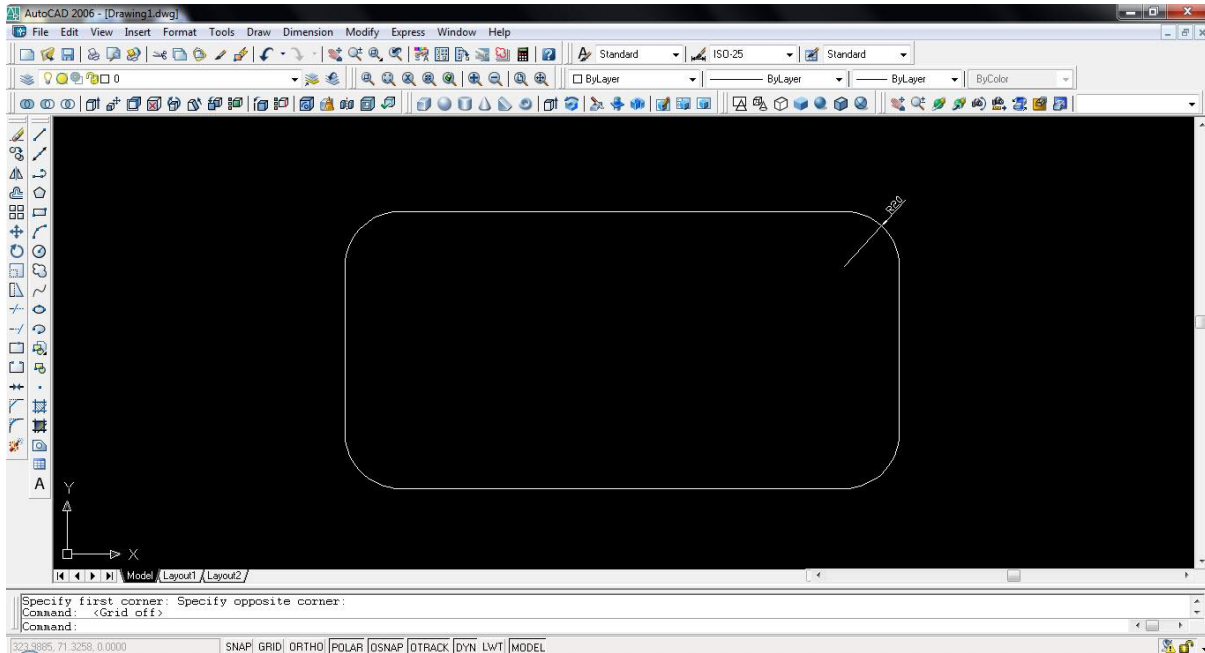 AutoCAD 2006 - [Drawing1.dwg]
File Edit View Insert Format Tools Draw Dimension Modify Express Window Help
Standard ISO-25 Standard
0 ByLayer ByLayer ByLayer ByColor
R20
A
Y
X
Model Layout1 Layout2
Specify first corner: Specify opposite corner:
Command: <Grid off>
Command:
323.9885, 71.3258, 0.0000 SNAP GRID ORTHO POLAR OSNAP OTRACK DYN LWT MODEL